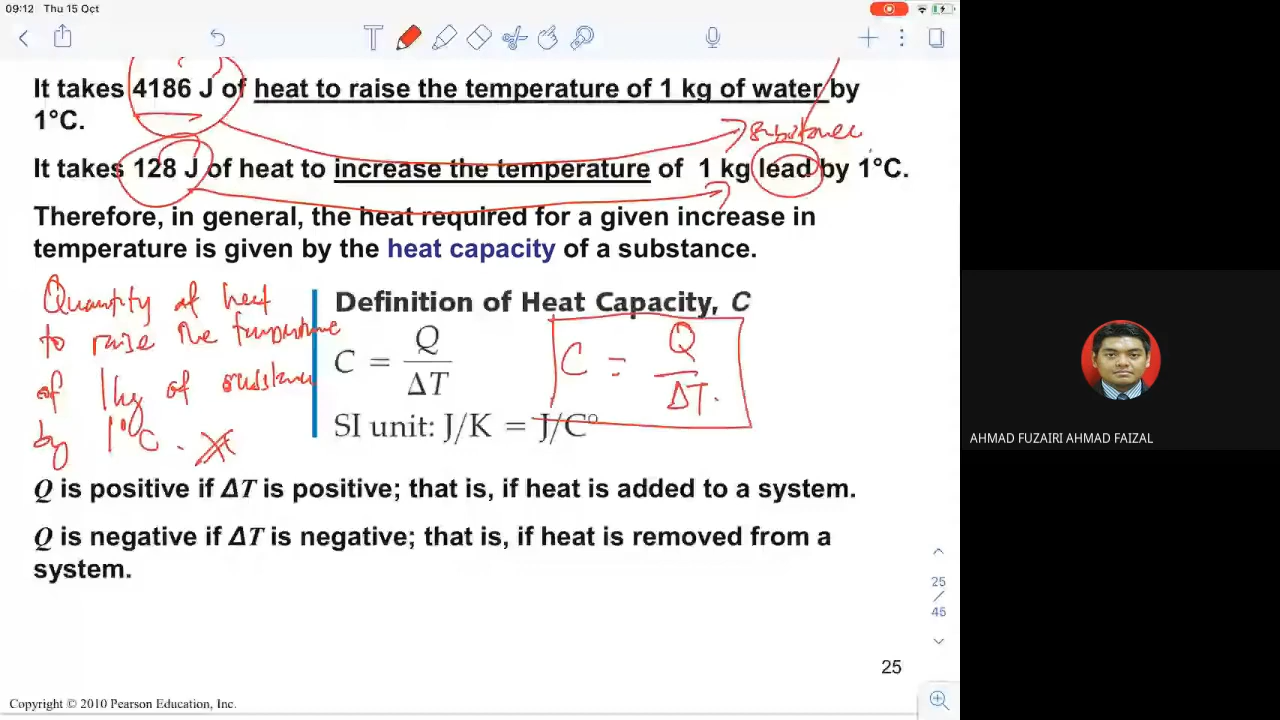 09:12 Thu 15 Oct
It takes 4186 J of heat to raise the temperature of 1 kg of water by
1°C.
substance
It takes 128 J of heat to increase the temperature of 1 kg lead by 1°C.
Therefore, in general, the heat required for a given increase in
temperature is given by the heat capacity of a substance.
Quantity of heat
to raise the temperature
of 1kg of substance
by 1°C.
Definition of Heat Capacity, C
C = Q / ΔT
C = Q / ΔT.
SI unit: J/K = J/C°
Q is positive if ΔT is positive; that is, if heat is added to a system.
Q is negative if ΔT is negative; that is, if heat is removed from a
system.
25
Copyright © 2010 Pearson Education, Inc.
25
/
45
T
AHMAD FUZAIRI AHMAD FAIZAL